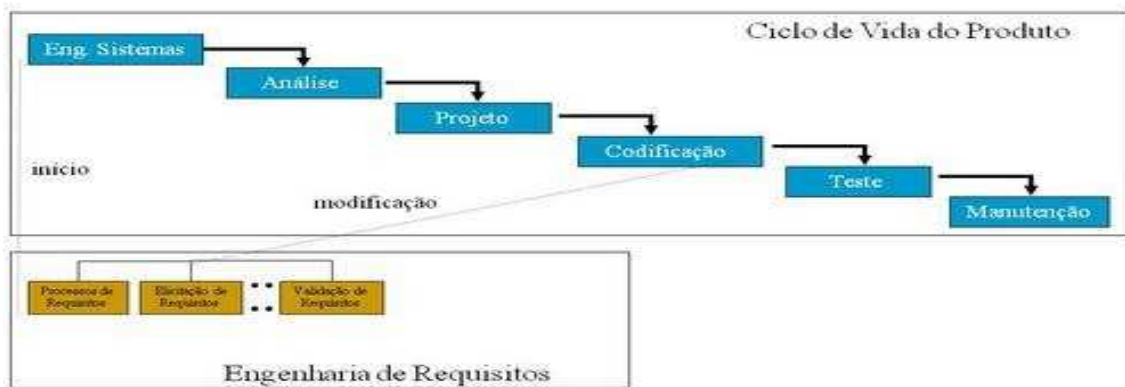 Ciclo de Vida do Produto
Eng. Sistemas
Análise
Projeto
Codificação
início
Teste
modificação
Manutenção
Processos de
Requisitos
Elicitação de
Requisitos
Validação de
Requisitos
Engenharia de Requisitos